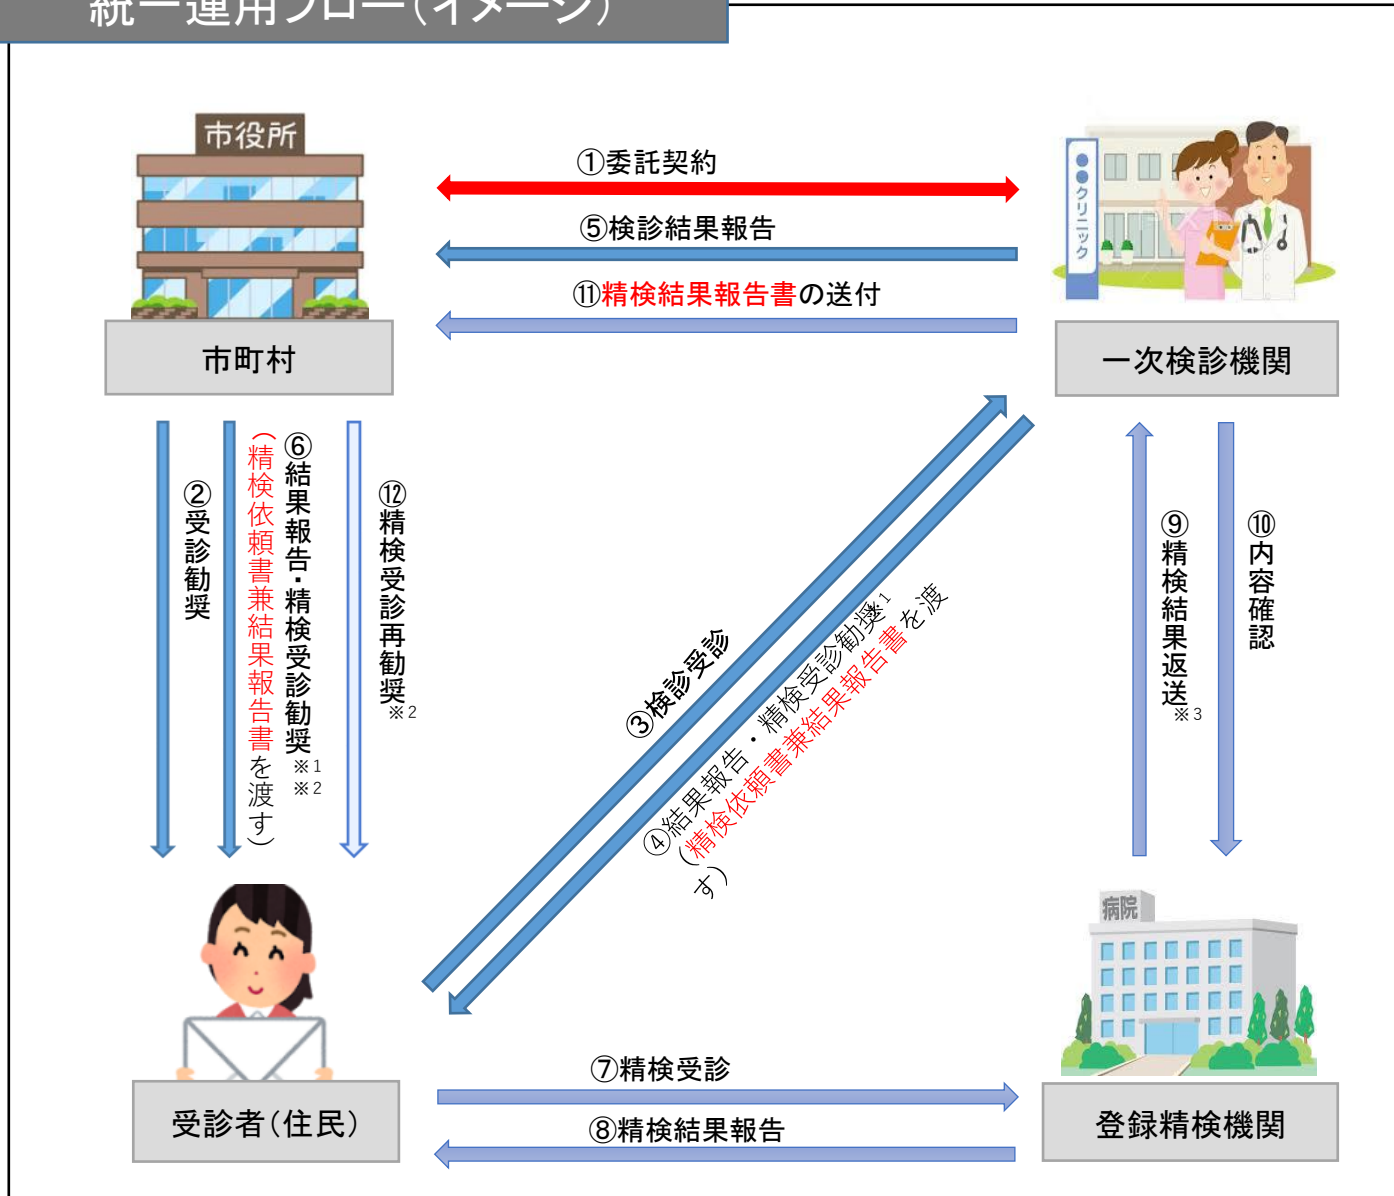 統一運用フロー（イメージ）
市役所
①委託契約
⑤検診結果報告
⑪精検結果報告書の送付
●●クリニック
市町村
一次検診機関
②受診勧奨
⑥結果報告・精検受診勧奨※1※2
（精検依頼書兼結果報告書を渡す）
⑫精検受診再勧奨※2
③検診受診
④結果報告・精検受診勧奨※1
（精検依頼書兼結果報告書を渡
す）
⑨精検結果返送※3
⑩内容確認
病院
⑦精検受診
⑧精検結果報告
受診者（住民）
登録精検機関